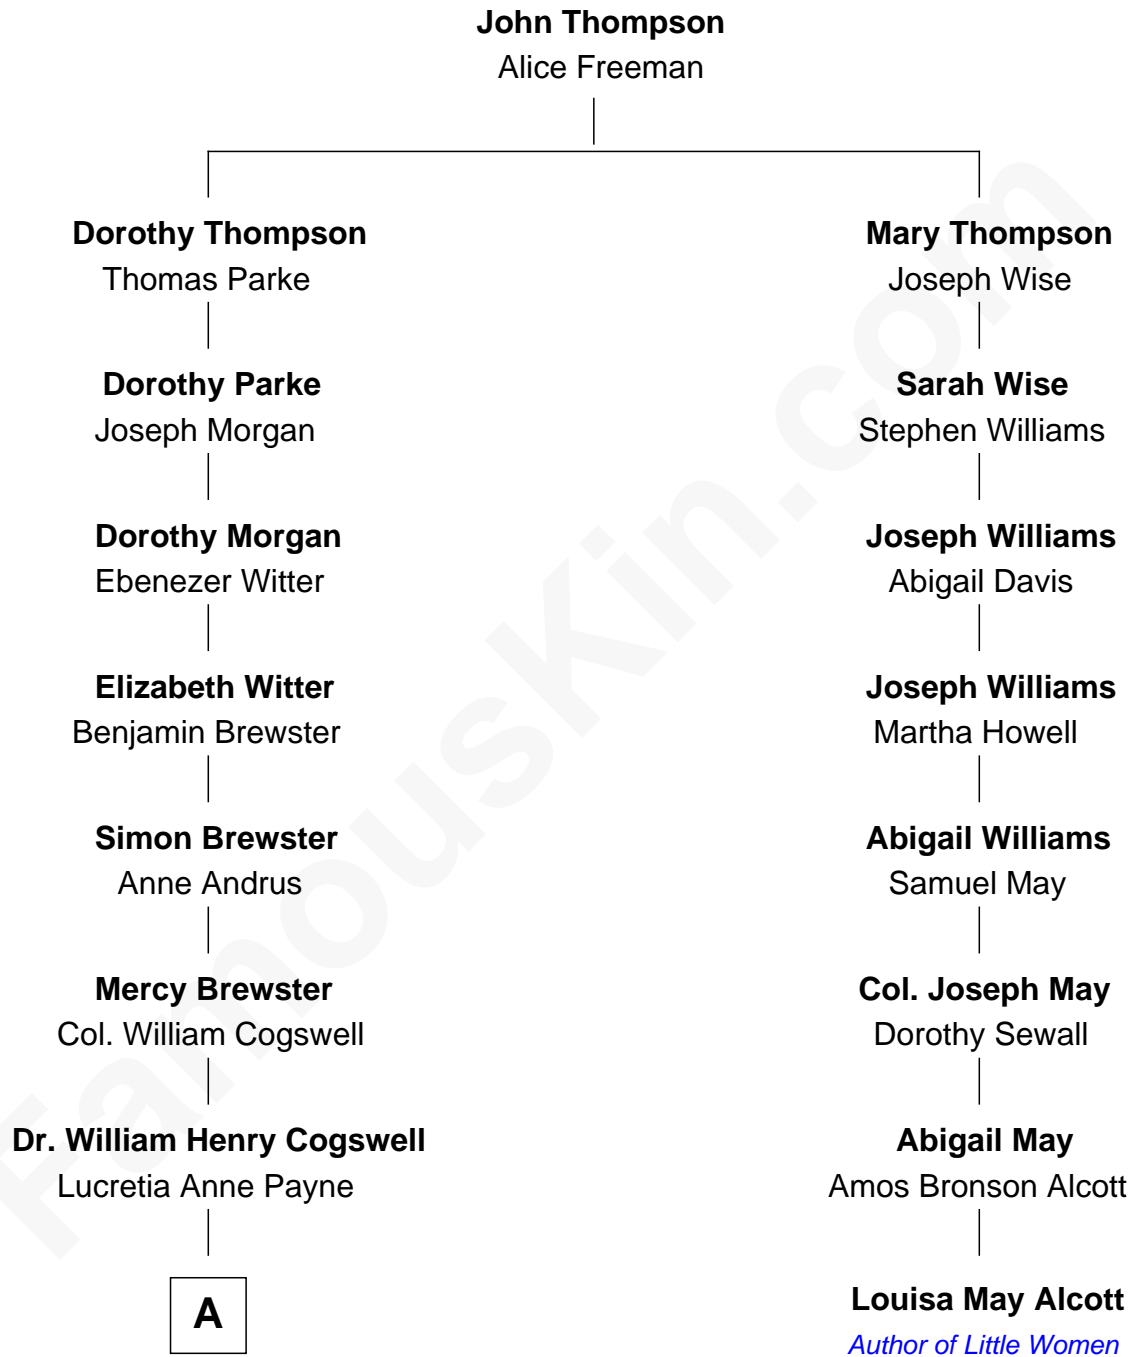 John Thompson
Alice Freeman
Dorothy Thompson
Thomas Parke
Mary Thompson
Joseph Wise
Dorothy Parke
Joseph Morgan
Sarah Wise
Stephen Williams
Dorothy Morgan
Ebenezer Witter
Joseph Williams
Abigail Davis
Elizabeth Witter
Benjamin Brewster
Joseph Williams
Martha Howell
Simon Brewster
Anne Andrus
Abigail Williams
Samuel May
Mercy Brewster
Col. William Cogswell
Col. Joseph May
Dorothy Sewall
Dr. William Henry Cogswell
Lucretia Anne Payne
Abigail May
Amos Bronson Alcott
A
Louisa May Alcott
Author of Little Women
FamousKin.com